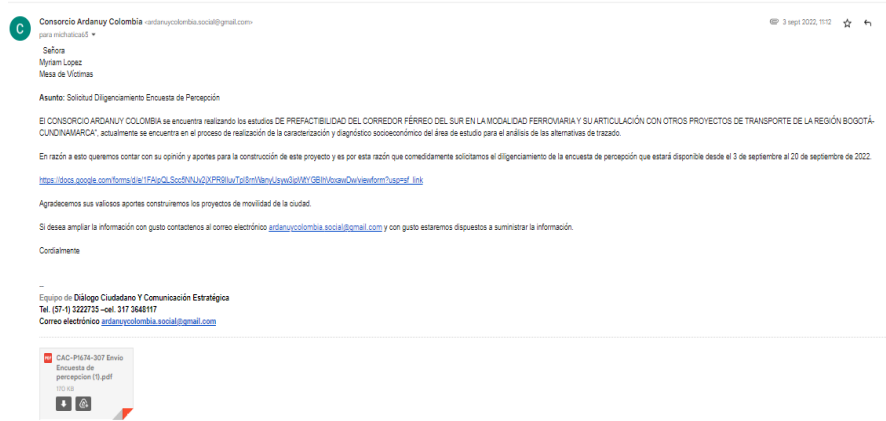 C
Consorcio Ardanuy Colombia <ardanuycolombia.social@gmail.com>
3 sept 2022, 11:12
para michatica63
Señora
Myriam Lopez
Mesa de Víctimas
Asunto: Solicitud Diligenciamiento Encuesta de Percepción
El CONSORCIO ARDANUY COLOMBIA se encuentra realizando los estudios DE PREFACTIBILIDAD DEL CORREDOR FÉRREO DEL SUR EN LA MODALIDAD FERROVIARIA Y SU ARTICULACIÓN CON OTROS PROYECTOS DE TRANSPORTE DE LA REGIÓN BOGOTÁ-
CUNDINAMARCA", actualmente se encuentra en el proceso de realización de la caracterización y diagnóstico socioeconómico del área de estudio para el análisis de las alternativas de trazado.
En razón a esto queremos contar con su opinión y aportes para la construcción de este proyecto y es por esta razón que comedidamente solicitamos el diligenciamiento de la encuesta de percepción que estará disponible desde el 3 de septiembre al 20 de septiembre de 2022.
Agradecemos sus valiosos aportes construiremos los proyectos de movilidad de la ciudad.
Si desea ampliar la información con gusto contactenos al correo electrónico ardanuycolombia.social@gmail.com y con gusto estaremos dispuestos a suministrar la información.
Cordialmente
--
Equipo de Diálogo Ciudadano Y Comunicación Estratégica
Tel. (57-1) 3222735 –cel. 317 3648117
Correo electrónico ardanuycolombia.social@gmail.com
PDF
CAC-P1674-307 Envio
Encuesta de
percepcion (1).pdf
170 KB